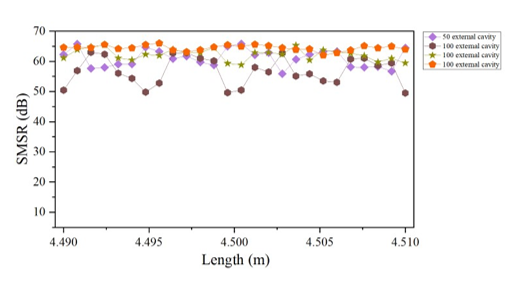 70
60
50
40
30
20
10
SMSR (dB)
4.490 4.495 4.500 4.505 4.510
Length (m)
50 external cavity
100 external cavity
100 external cavity
100 external cavity